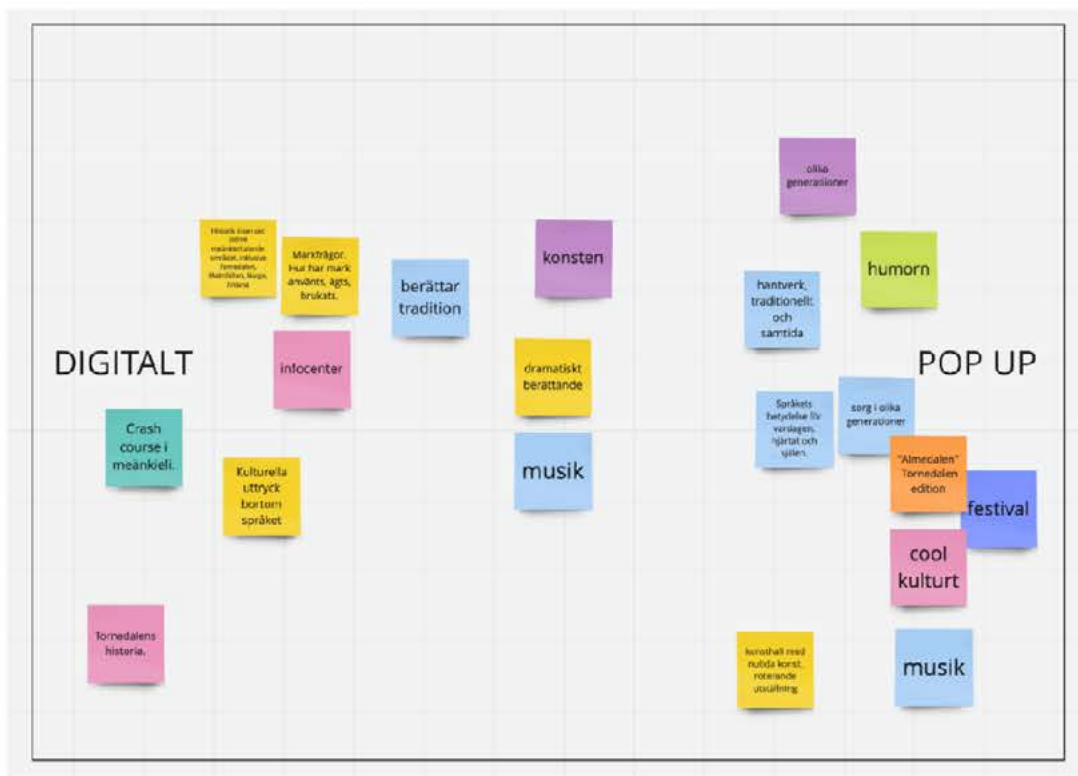 DIGITALT
POP UP
Markfrågor.
Hur har mark
använts, ägts,
brukats.
infocenter
berättar
tradition
Crash
course i
meänkieli.
Kulturella
uttryck
bortom
språket
Tornedalens
historia.
konsten
dramatiskt
berättande
musik
olika
generasioner
humorn
hantverk,
traditionellt
och
samtida
Språkets
betydelse för
vardagen,
hjärtat och
själen.
sorg i olika
generationer
"Almedalen"
Tornedalen
edition
festival
cool
kulturt
musik
konsthall med
nutida konst,
roterande
utställning